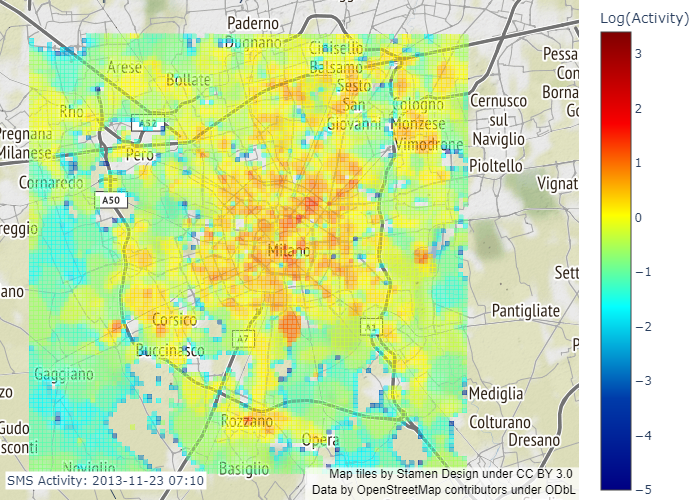 Log(Activity)
Paderno
Dugnano
Cinisello
Balsamo
Arese
Bollate
Sesto
San
Giovanni
Rho
Cologno
Monzese
Vimodrone
Cernusco
sul
Naviglio
Pessa
Con
Borna
A52
Pregnana
Milanese
Pero
Pioltello
Cornaredo
Vignat
A50
reggio
Milano
Sett
ano
Pantigliate
Corsico
A7
A1
Buccinasco
Gaggiano
Mediglia
Rozzano
Colturano
Dresano
Opera
Gudo
sconti
Noviglio
Basiglio
SMS Activity: 2013-11-23 07:10
Map tiles by Stamen Design under CC BY 3.0
Data by OpenStreetMap contributors under ODbL
3
2
1
0
−1
−2
−3
−4
−5